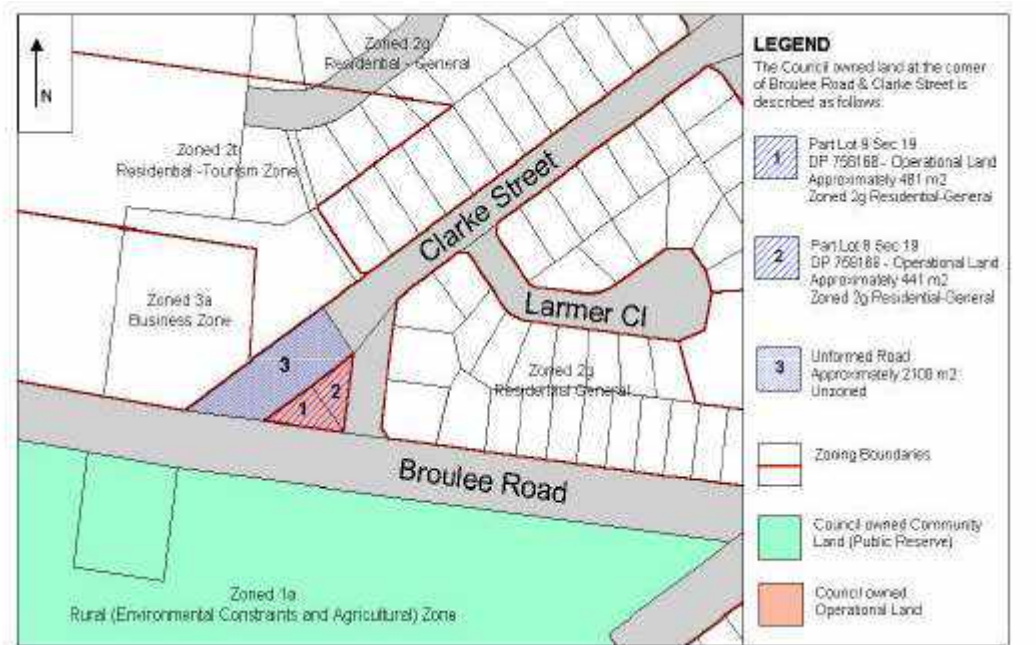 N
Zoned 2g
Residential - General
Zoned 2t
Residential -Tourism Zone
Clarke Street
Larmer Cl
Zoned 3a
Business Zone
3
2
1
Zoned 2g
Residential General
Broulee Road
Zoned 1a
Rural (Environmental Constraints and Agricultural) Zone
LEGEND
The Council owned land at the corner
of Broulee Road & Clarke Street is
described as follows:
1
Part Lot 9 Sec 19
DP - Operational Land
Approximately 481 m2
Zoned 2g Residential-General
2
Part Lot 8 Sec 19
DP - Operational Land
Approximately 441 m2
Zoned 2g Residential-General
3
Unformed Road
Approximately 2100 m2
Unzoned
Zoning Boundaries
Council owned Community
Land (Public Reserve)
Council owned
Operational Land